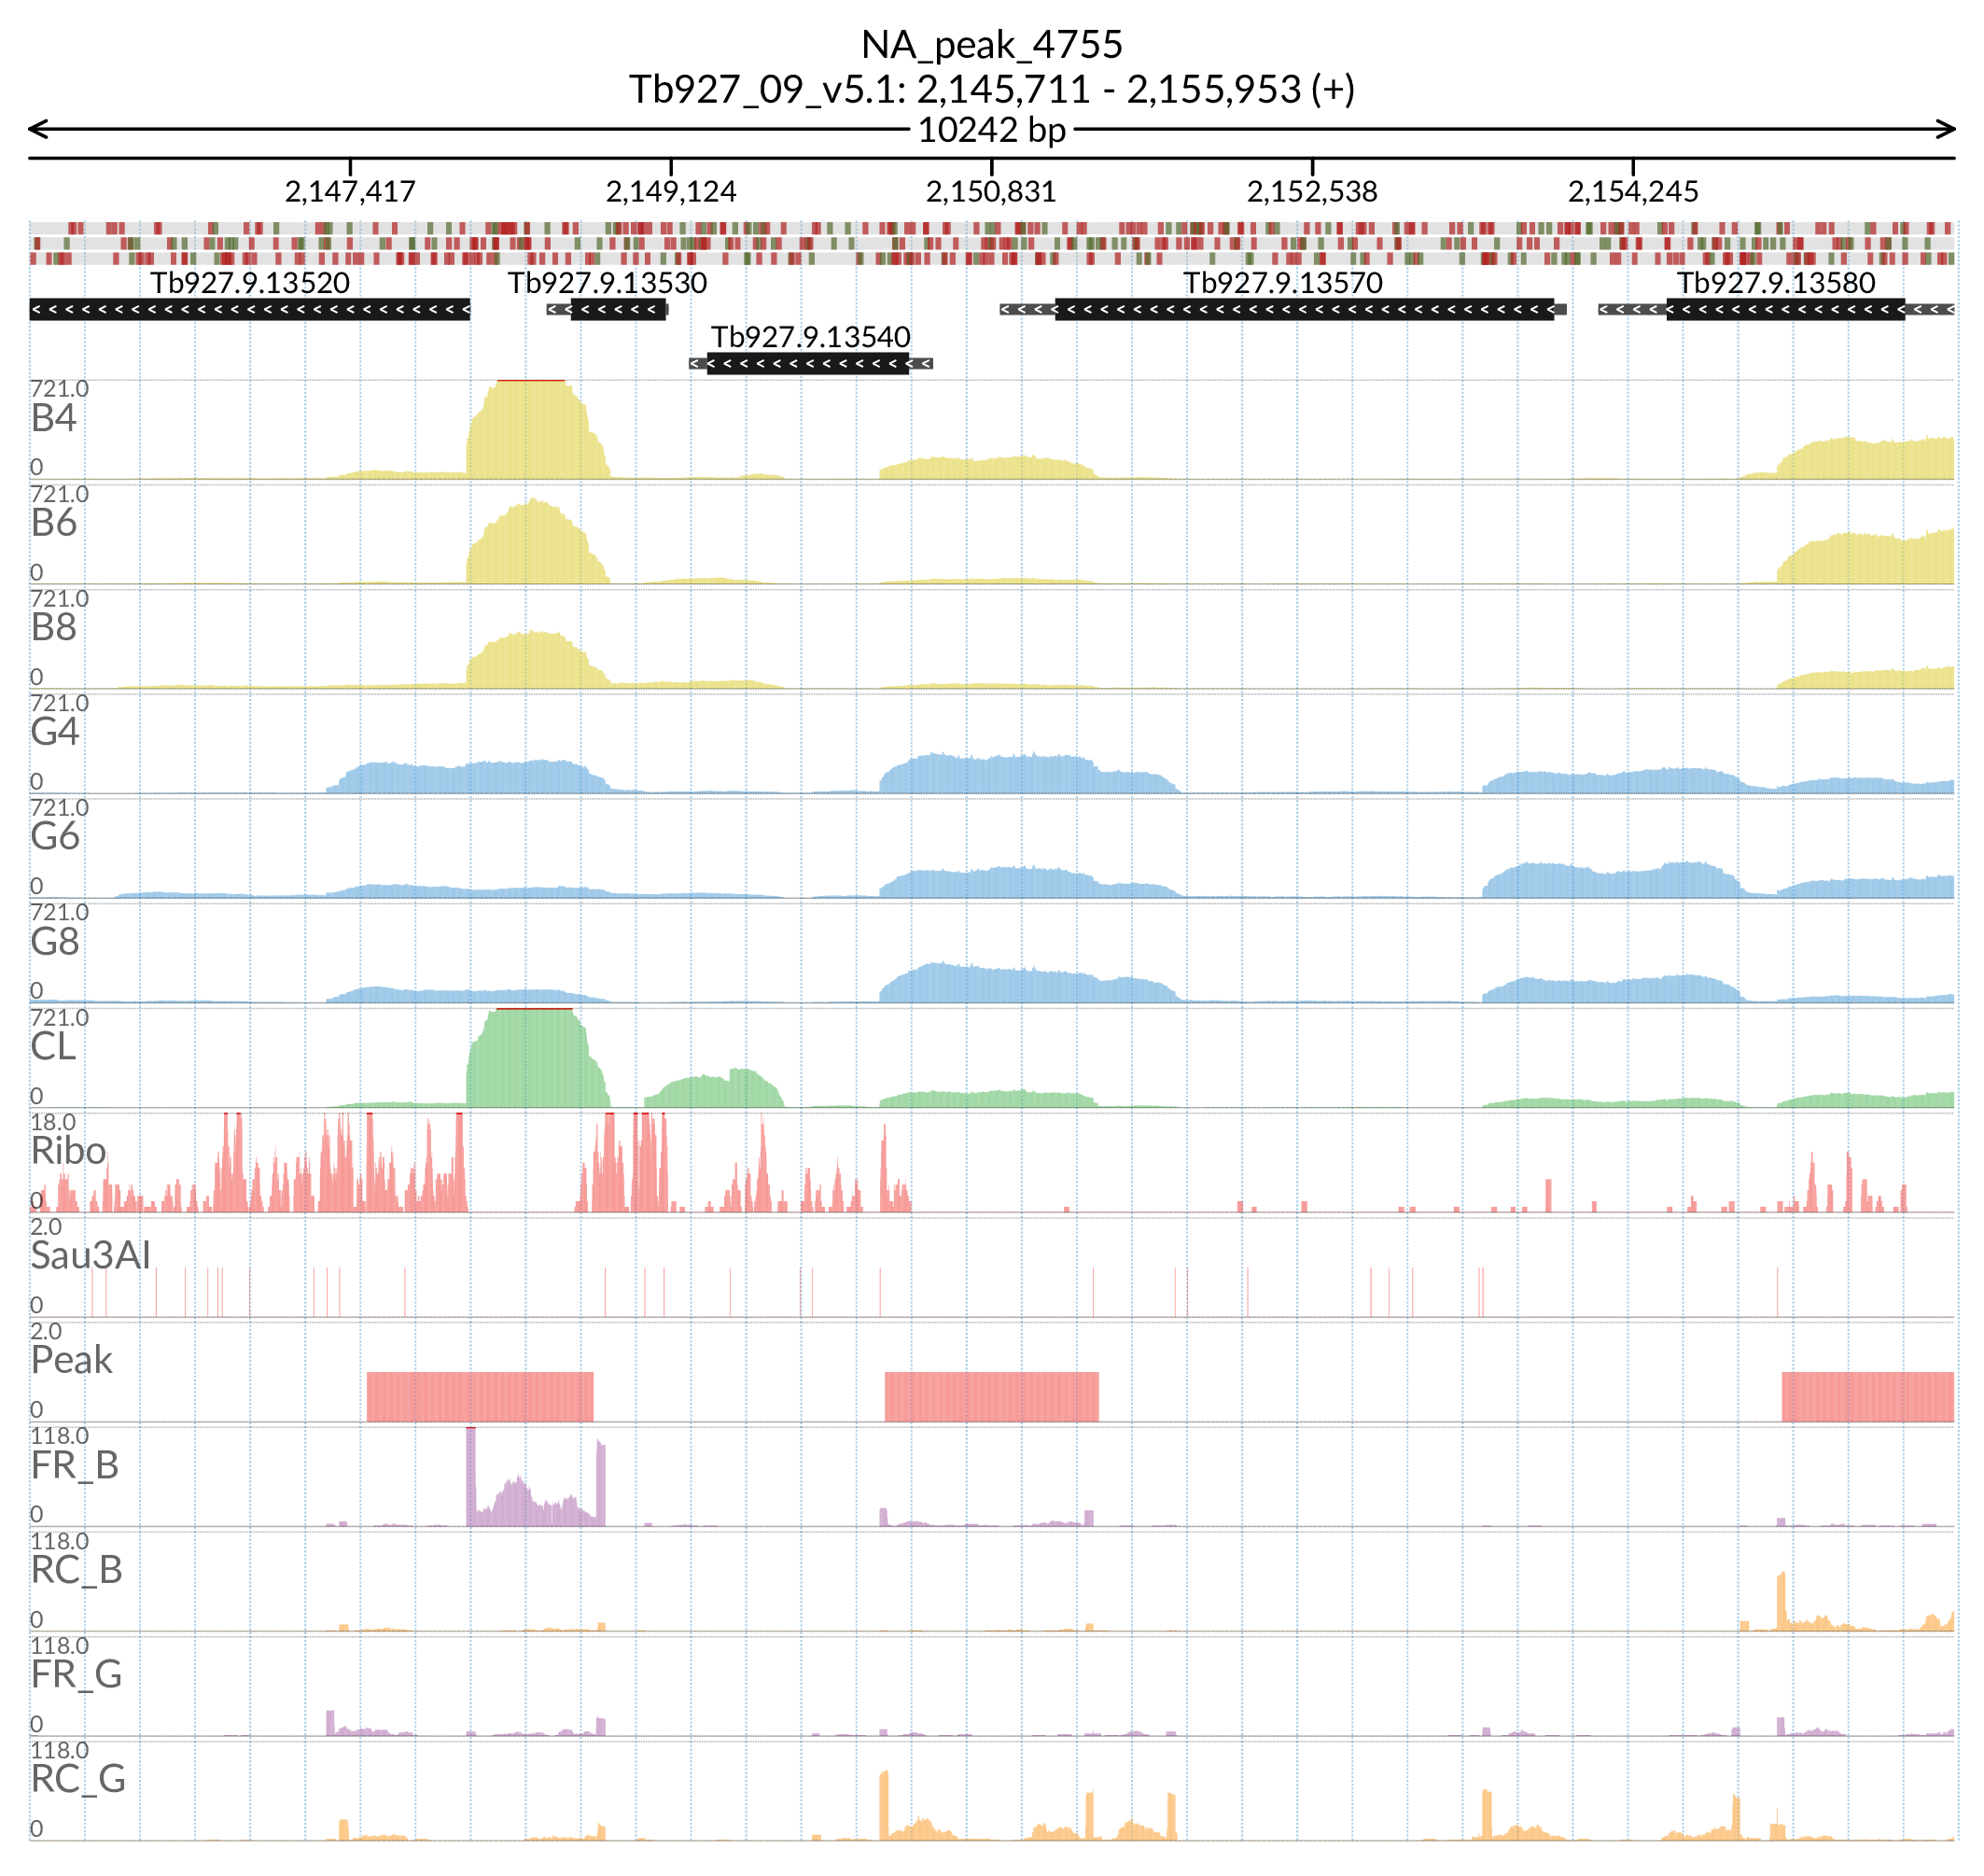 NA_peak_4755
Tb927_09_v5.1: 2,145,711 - 2,155,953 (+)
10242 bp
2,147,417 2,149,124 2,150,831 2,152,538 2,154,245
Tb927.9.13520 Tb927.9.13530 Tb927.9.13570 Tb927.9.13580
Tb927.9.13540
721.0
B4
0
721.0
B6
0
721.0
B8
0
721.0
G4
0
721.0
G6
0
721.0
G8
0
721.0
CL
0
18.0
Ribo
0
2.0
Sau3AI
0
2.0
Peak
0
118.0
FR_B
0
118.0
RC_B
0
118.0
FR_G
0
118.0
RC_G
0